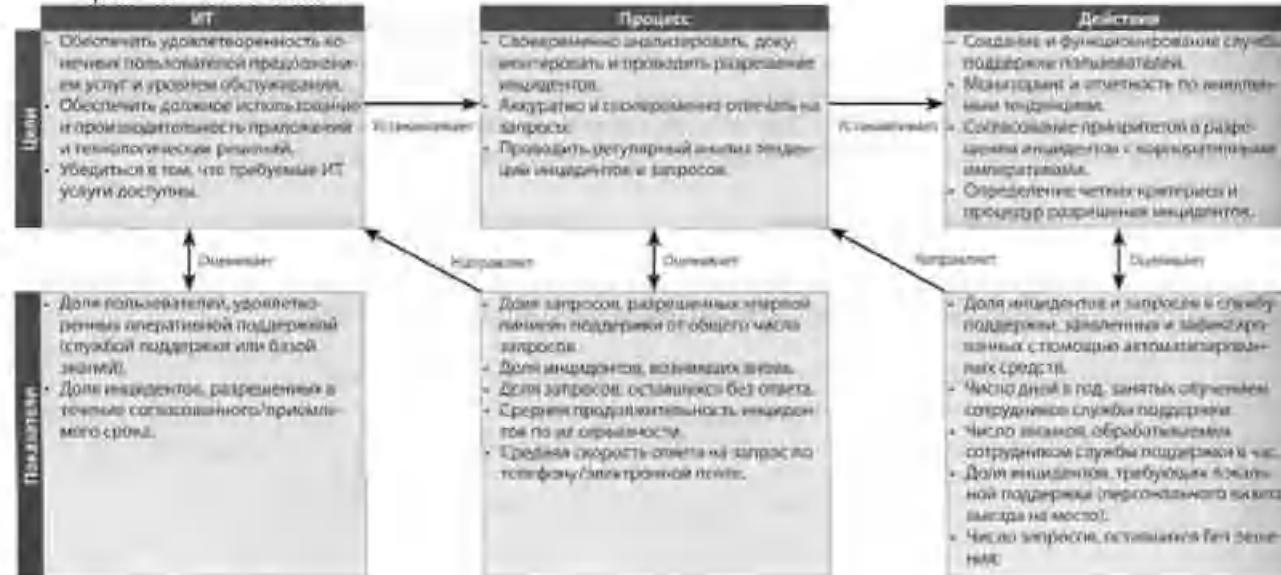 ИТ
Процесс
Действия
Цели
- Обеспечить удовлетворенность ко-
нечных пользователей предложени-
ем услуг и уровнем обслуживания.
- Обеспечить должное использование
и производительность приложений
и технологических решений.
- Убедиться в том, что требуемые ИТ
услуги доступны.
Устанавливает
- Своевременно анализировать, доку-
ментировать и проводить разрешение
инцидентов.
- Аккуратно и своевременно отвечать на
запросы.
- Проводить регулярный анализ тенден-
ции инцидентов и запросов.
Устанавливает
- Создание и функционирование службы
поддержки пользователей.
- Мониторинг и отчетность по
тенденциям.
- Согласование приоритетов в разре-
шении инцидентов с корпоративными
императивами.
- Определение четких критериев и
процедур разрешения инцидентов.
Оценивает
Направляет
Оценивает
Направляет
Оценивает
Показатели
- Доля пользователей, удовлетво-
ренных оперативной поддержкой
(службой поддержки или базой
знаний).
- Доля инцидентов, разрешенных в
течение согласованного/приемле-
мого срока.
- Доля запросов, разрешенных первой
линией поддержки от общего числа
запросов.
- Доля инцидентов, возникших вновь.
- Доля запросов, оставшихся без ответа.
- Средняя продолжительность инциден-
тов по их серьезности.
- Средняя скорость ответа на запрос по
телефону/электронной почте.
- Доля инцидентов и запросов в службу
поддержки, заявленных и зафиксиро-
ванных с помощью автоматизирован-
ных средств.
- Число дней в год, занятых обучением
сотрудников службы поддержки.
- Число звонков, обрабатываемых
сотрудником службы поддержки в час.
- Доля инцидентов, требующих локаль-
ной поддержки (персонального визита,
выезда на место).
- Число запросов, оставшихся без реше-
ния.